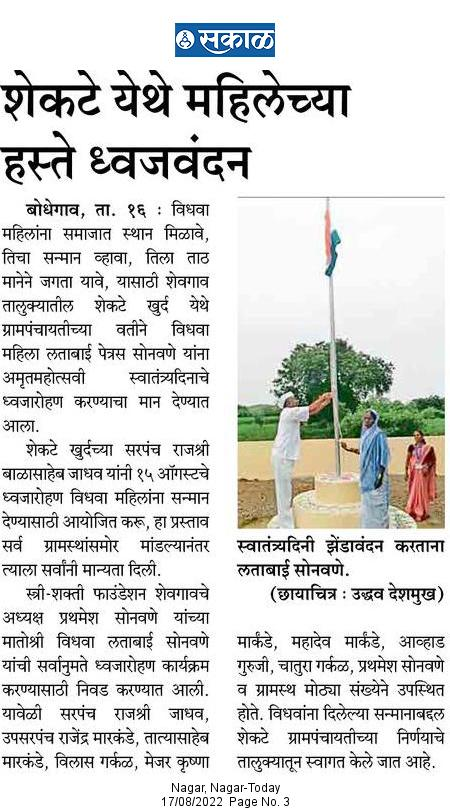 सकाळ
शेकटे येथे महिलेच्या
हस्ते ध्वजवंदन
बोधेगाव, ता. १६ : विधवा
महिलांना समाजात स्थान मिळावे,
तिचा सन्मान व्हावा, तिला ताठ
मानेने जगता यावे, यासाठी शेवगाव
तालुक्यातील शेकटे खुर्द येथे
ग्रामपंचायतीच्या वतीने विधवा
महिला लताबाई पेत्रस सोनवणे यांना
अमृतमहोत्सवी स्वातंत्र्यदिनाचे
ध्वजारोहण करण्याचा मान देण्यात
आला.
शेकटे खुर्दच्या सरपंच राजश्री
बाळासाहेब जाधव यांनी १५ ऑगस्टचे
ध्वजारोहण विधवा महिलांना सन्मान
देण्यासाठी आयोजित करू, हा प्रस्ताव
सर्व ग्रामस्थांसमोर मांडल्यानंतर
त्याला सर्वांनी मान्यता दिली.
स्त्री-शक्ती फाउंडेशन शेवगावचे
अध्यक्ष प्रथमेश सोनवणे यांच्या
मातोश्री विधवा लताबाई सोनवणे
यांची सर्वानुमते ध्वजारोहण कार्यक्रम
करण्यासाठी निवड करण्यात आली.
यावेळी सरपंच राजश्री जाधव,
उपसरपंच राजेंद्र मारकंडे, तात्यासाहेब
मारकंडे, विलास गर्कळ, मेजर कृष्णा
स्वातंत्र्यदिनी झेंडावंदन करताना
लताबाई सोनवणे.
(छायाचित्र : उद्धव देशमुख)
मार्कंडे, महादेव मार्कंडे, आव्हाड
गुरुजी, चातुरा गर्कळ, प्रथमेश सोनवणे
व ग्रामस्थ मोठ्या संख्येने उपस्थित
होते. विधवांना दिलेल्या सन्मानाबद्दल
शेकटे ग्रामपंचायतीच्या निर्णयाचे
तालुक्यातून स्वागत केले जात आहे.
Nagar, Nagar-Today
17/08/2022 Page No. 3